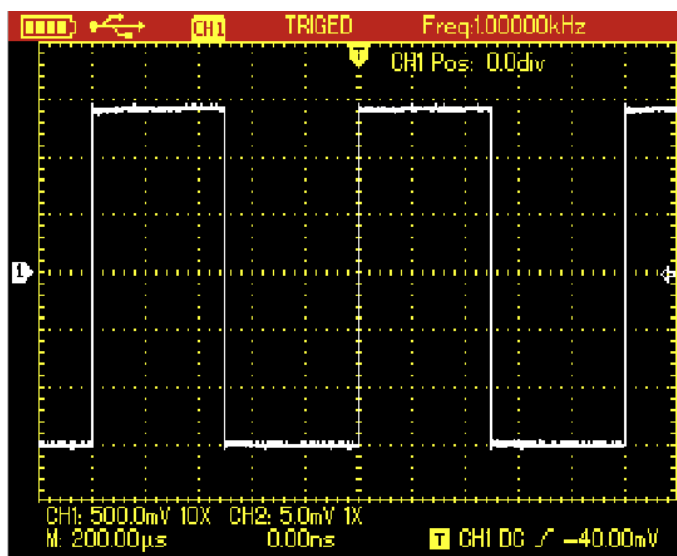 CH1 TRIGED Freq:1.00000kHz
T
CH1 Pos: 0.0div
1
CH1: 500.0mV 10X CH2: 5.0mV 1X
M: 200.00μs 0.00ns T CH1 DC -40.00mV